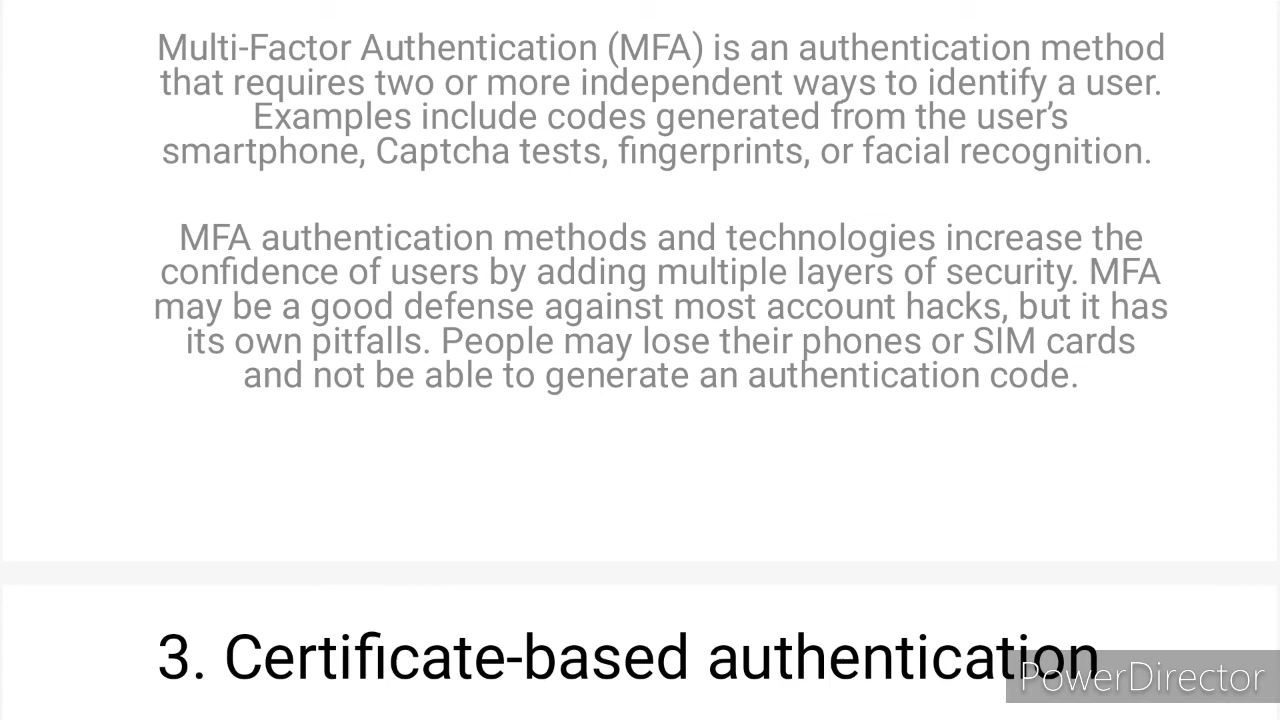 Multi-Factor Authentication (MFA) is an authentication method
that requires two or more independent ways to identify a user.
Examples include codes generated from the user’s
smartphone, Captcha tests, fingerprints, or facial recognition.
MFA authentication methods and technologies increase the
confidence of users by adding multiple layers of security. MFA
may be a good defense against most account hacks, but it has
its own pitfalls. People may lose their phones or SIM cards
and not be able to generate an authentication code.
3. Certificate-based authentication
PowerDirector